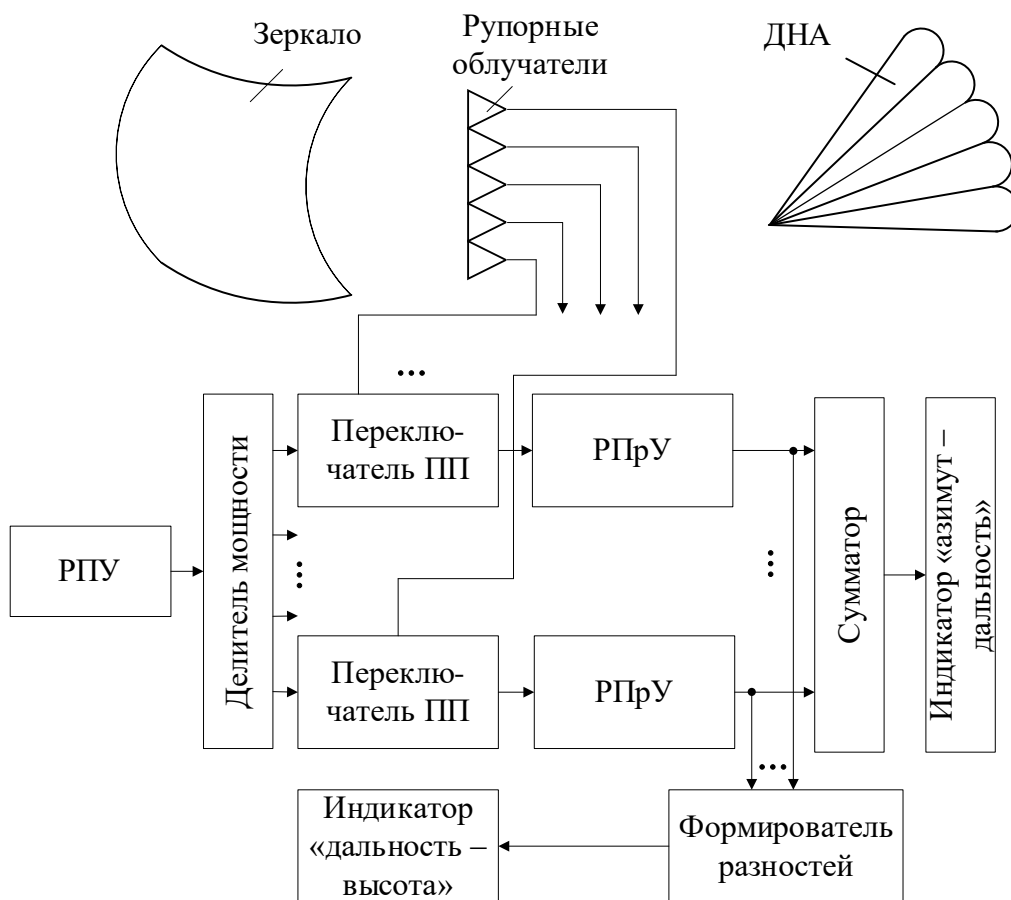 Зеркало
Рупорные
облучатели
ДНА
...
РПУ
Делитель мощности
Переклю-
чатель ПП
РПрУ
...
...
Переклю-
чатель ПП
РПрУ
Сумматор
Индикатор «азимут –
дальность»
...
Индикатор
«дальность –
высота»
Формирователь
разностей